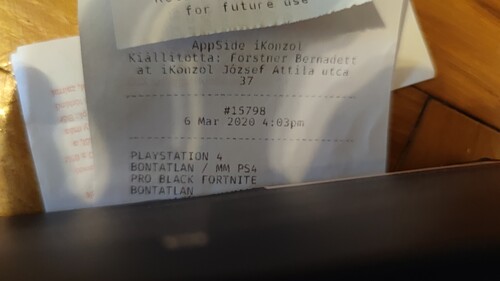 for future use
AppSide iKonzol
Kiállította: forstner Bernadett
at iKonzol József Attila utca
37
#15798
6 Mar 2020 4:03pm
PLAYSTATION 4
BONTATLAN / MM PS4
PRO BLACK FORTNITE
BONTATLAN